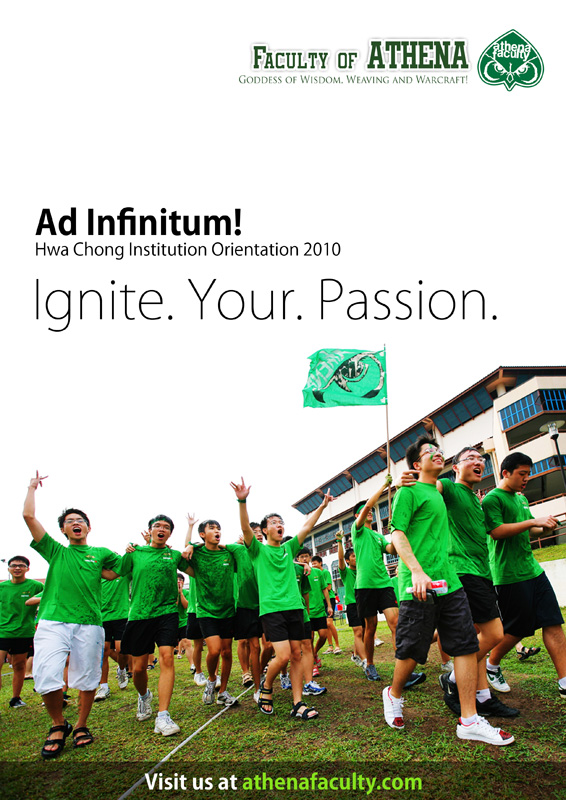 Faculty of ATHENA
Goddess of Wisdom, Weaving and Warcraft!
athena
faculty
Ad Infinitum!
Hwa Chong Institution Orientation 2010
Ignite. Your. Passion.
Visit us at athenafaculty.com